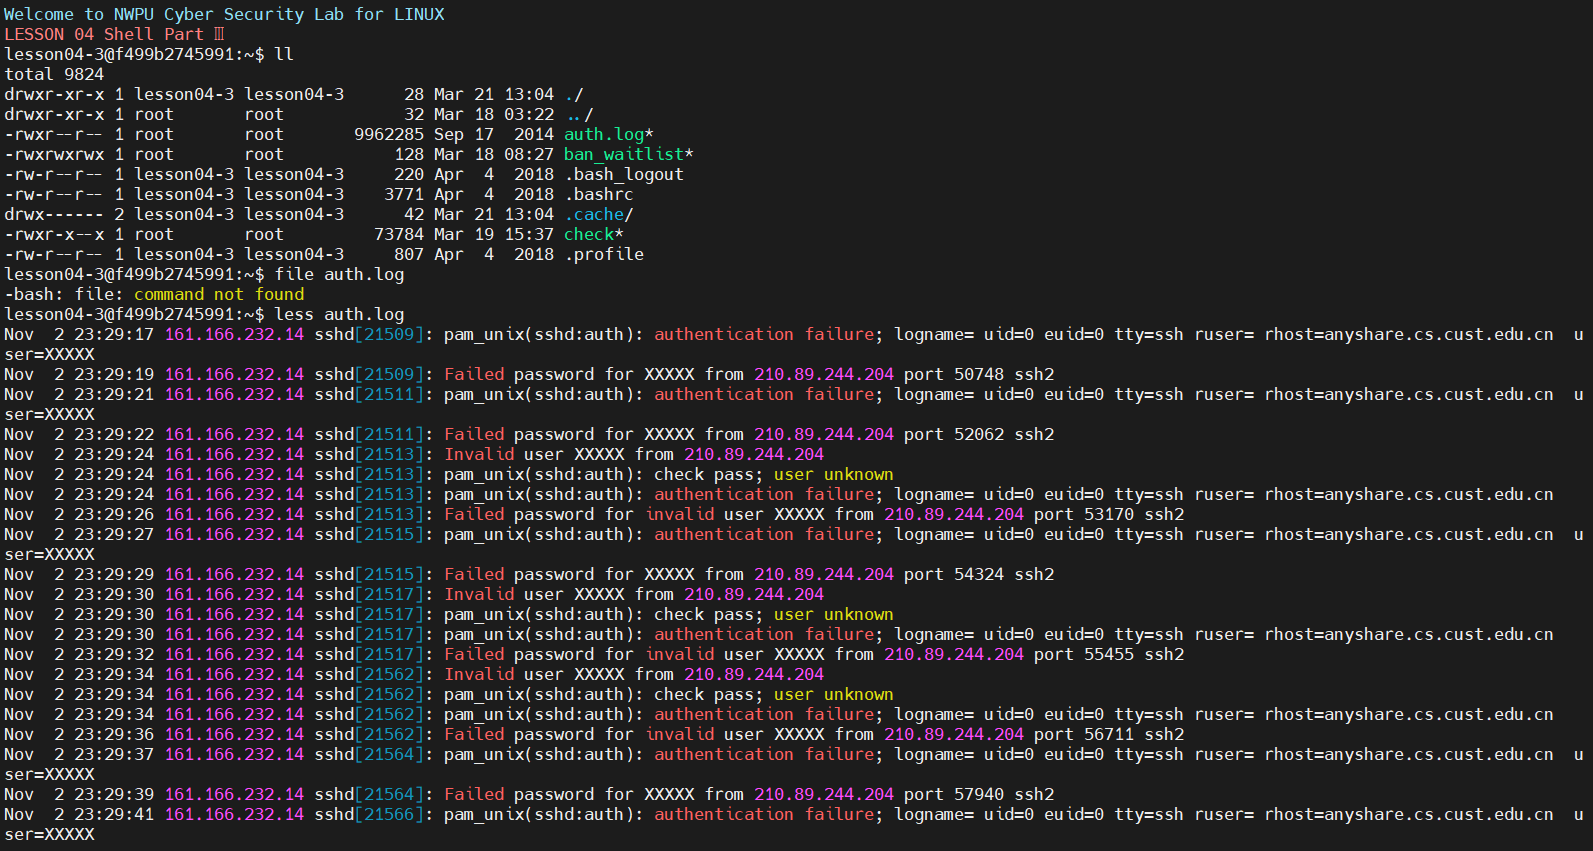 Welcome to NWPU Cyber Security Lab for LINUX
LESSON 04 Shell Part Ⅲ
lesson04-3@f499b2745991:~$ ll
total 9824
drwxr-xr-x 1 lesson04-3 lesson04-3      28 Mar 21 13:04 ./
drwxr-xr-x 1 root       root            32 Mar 18 03:22 ../
-rwxr--r-- 1 root       root       9962285 Sep 17  2014 auth.log*
-rwxrwxrwx 1 root       root           128 Mar 18 08:27 ban_waitlist*
-rw-r--r-- 1 lesson04-3 lesson04-3     220 Apr  4  2018 .bash_logout
-rw-r--r-- 1 lesson04-3 lesson04-3    3771 Apr  4  2018 .bashrc
drwx------ 2 lesson04-3 lesson04-3      42 Mar 21 13:04 .cache/
-rwxr-x--x 1 root       root         73784 Mar 19 15:37 check*
-rw-r--r-- 1 lesson04-3 lesson04-3     807 Apr  4  2018 .profile
lesson04-3@f499b2745991:~$ file auth.log
-bash: file: command not found
lesson04-3@f499b2745991:~$ less auth.log
Nov  2 23:29:17 161.166.232.14 sshd[21509]: pam_unix(sshd:auth): authentication failure; logname= uid=0 euid=0 tty=ssh ruser= rhost=anyshare.cs.cust.edu.cn  u
ser=XXXXX
Nov  2 23:29:19 161.166.232.14 sshd[21509]: Failed password for XXXXX from 210.89.244.204 port 50748 ssh2
Nov  2 23:29:21 161.166.232.14 sshd[21511]: pam_unix(sshd:auth): authentication failure; logname= uid=0 euid=0 tty=ssh ruser= rhost=anyshare.cs.cust.edu.cn  u
ser=XXXXX
Nov  2 23:29:22 161.166.232.14 sshd[21511]: Failed password for XXXXX from 210.89.244.204 port 52062 ssh2
Nov  2 23:29:24 161.166.232.14 sshd[21513]: Invalid user XXXXX from 210.89.244.204
Nov  2 23:29:24 161.166.232.14 sshd[21513]: pam_unix(sshd:auth): check pass; user unknown
Nov  2 23:29:24 161.166.232.14 sshd[21513]: pam_unix(sshd:auth): authentication failure; logname= uid=0 euid=0 tty=ssh ruser= rhost=anyshare.cs.cust.edu.cn
Nov  2 23:29:26 161.166.232.14 sshd[21513]: Failed password for invalid user XXXXX from 210.89.244.204 port 53170 ssh2
Nov  2 23:29:27 161.166.232.14 sshd[21515]: pam_unix(sshd:auth): authentication failure; logname= uid=0 euid=0 tty=ssh ruser= rhost=anyshare.cs.cust.edu.cn  u
ser=XXXXX
Nov  2 23:29:29 161.166.232.14 sshd[21515]: Failed password for XXXXX from 210.89.244.204 port 54324 ssh2
Nov  2 23:29:30 161.166.232.14 sshd[21517]: Invalid user XXXXX from 210.89.244.204
Nov  2 23:29:30 161.166.232.14 sshd[21517]: pam_unix(sshd:auth): check pass; user unknown
Nov  2 23:29:30 161.166.232.14 sshd[21517]: pam_unix(sshd:auth): authentication failure; logname= uid=0 euid=0 tty=ssh ruser= rhost=anyshare.cs.cust.edu.cn
Nov  2 23:29:32 161.166.232.14 sshd[21517]: Failed password for invalid user XXXXX from 210.89.244.204 port 55455 ssh2
Nov  2 23:29:34 161.166.232.14 sshd[21562]: Invalid user XXXXX from 210.89.244.204
Nov  2 23:29:34 161.166.232.14 sshd[21562]: pam_unix(sshd:auth): check pass; user unknown
Nov  2 23:29:34 161.166.232.14 sshd[21562]: pam_unix(sshd:auth): authentication failure; logname= uid=0 euid=0 tty=ssh ruser= rhost=anyshare.cs.cust.edu.cn
Nov  2 23:29:36 161.166.232.14 sshd[21562]: Failed password for invalid user XXXXX from 210.89.244.204 port 56711 ssh2
Nov  2 23:29:37 161.166.232.14 sshd[21564]: pam_unix(sshd:auth): authentication failure; logname= uid=0 euid=0 tty=ssh ruser= rhost=anyshare.cs.cust.edu.cn  u
ser=XXXXX
Nov  2 23:29:39 161.166.232.14 sshd[21564]: Failed password for XXXXX from 210.89.244.204 port 57940 ssh2
Nov  2 23:29:41 161.166.232.14 sshd[21566]: pam_unix(sshd:auth): authentication failure; logname= uid=0 euid=0 tty=ssh ruser= rhost=anyshare.cs.cust.edu.cn  u
ser=XXXXX